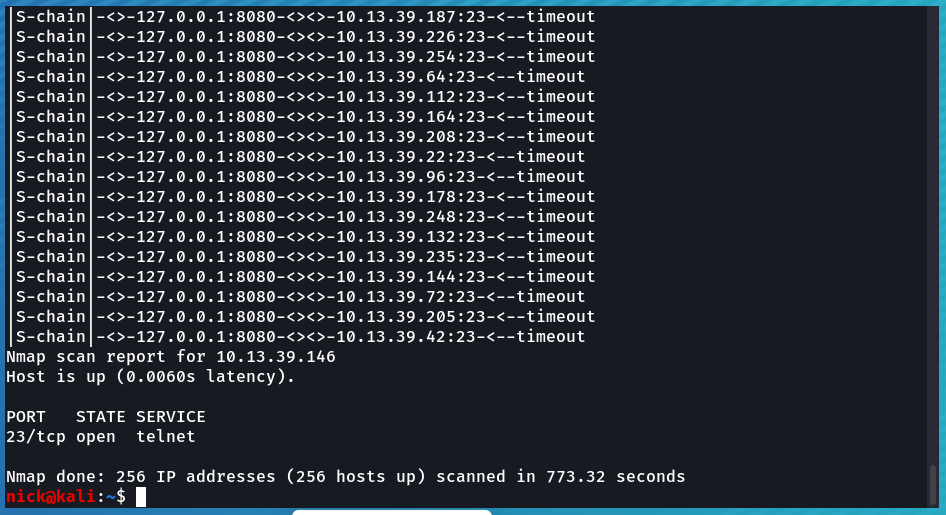 |S-chain|-<>-127.0.0.1:8080-<><>-10.13.39.187:23-<--timeout
|S-chain|-<>-127.0.0.1:8080-<><>-10.13.39.226:23-<--timeout
|S-chain|-<>-127.0.0.1:8080-<><>-10.13.39.254:23-<--timeout
|S-chain|-<>-127.0.0.1:8080-<><>-10.13.39.64:23-<--timeout
|S-chain|-<>-127.0.0.1:8080-<><>-10.13.39.112:23-<--timeout
|S-chain|-<>-127.0.0.1:8080-<><>-10.13.39.164:23-<--timeout
|S-chain|-<>-127.0.0.1:8080-<><>-10.13.39.208:23-<--timeout
|S-chain|-<>-127.0.0.1:8080-<><>-10.13.39.22:23-<--timeout
|S-chain|-<>-127.0.0.1:8080-<><>-10.13.39.96:23-<--timeout
|S-chain|-<>-127.0.0.1:8080-<><>-10.13.39.178:23-<--timeout
|S-chain|-<>-127.0.0.1:8080-<><>-10.13.39.248:23-<--timeout
|S-chain|-<>-127.0.0.1:8080-<><>-10.13.39.132:23-<--timeout
|S-chain|-<>-127.0.0.1:8080-<><>-10.13.39.235:23-<--timeout
|S-chain|-<>-127.0.0.1:8080-<><>-10.13.39.144:23-<--timeout
|S-chain|-<>-127.0.0.1:8080-<><>-10.13.39.72:23-<--timeout
|S-chain|-<>-127.0.0.1:8080-<><>-10.13.39.205:23-<--timeout
|S-chain|-<>-127.0.0.1:8080-<><>-10.13.39.42:23-<--timeout
Nmap scan report for 10.13.39.146
Host is up (0.0060s latency).
PORT   STATE SERVICE
23/tcp open  telnet
Nmap done: 256 IP addresses (256 hosts up) scanned in 773.32 seconds
nick@kali:~$